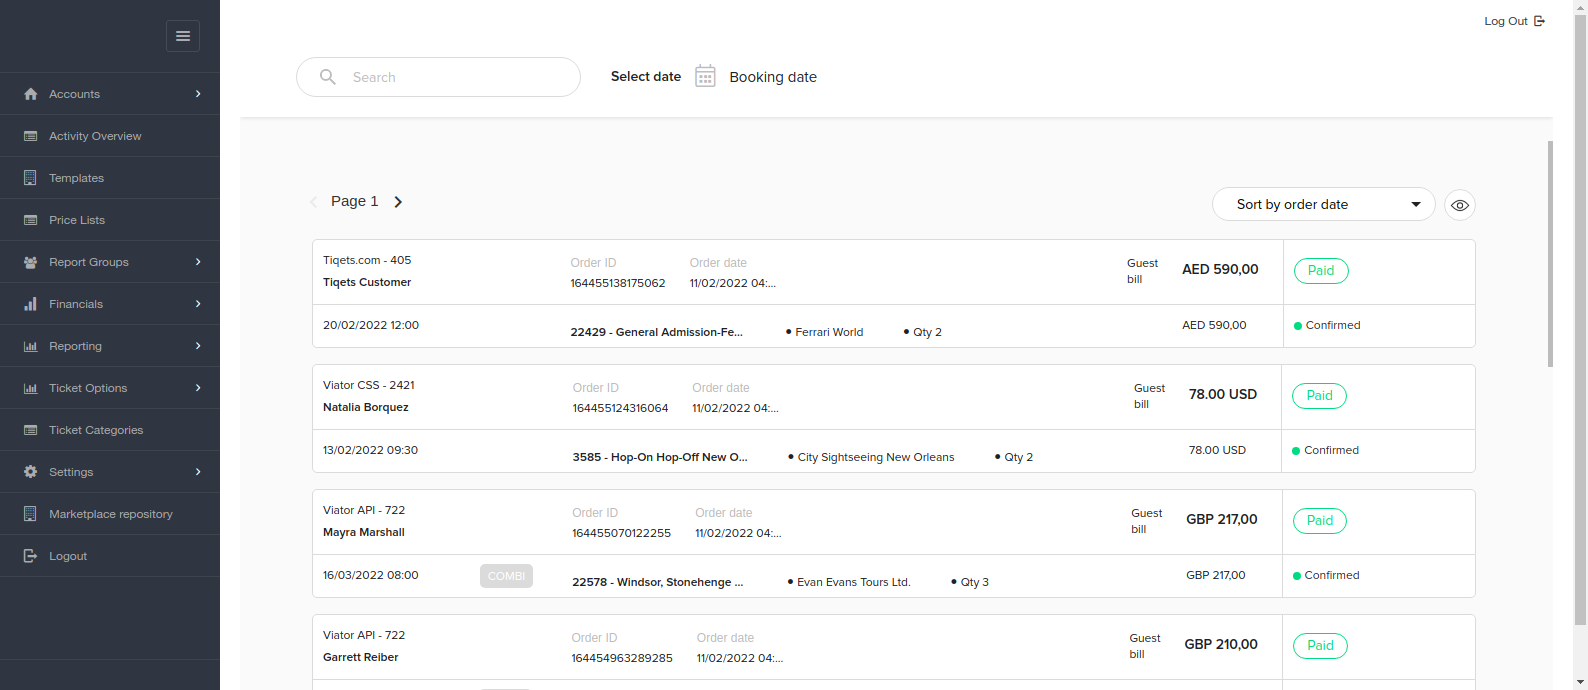 Log Out
Search
Select date
Booking date
Accounts
Activity Overview
Templates
Price Lists
Report Groups
Financials
Reporting
Ticket Options
Ticket Categories
Settings
Marketplace repository
Logout
Page 1
Sort by order date
Tiqets.com - 405
Tiqets Customer
Order ID
164455138175062
Order date
11/02/2022 04:...
Guest
bill
AED 590,00
Paid
20/02/2022 12:00
22429 - General Admission-Fe...
• Ferrari World
• Qty 2
AED 590,00
Confirmed
Viator CSS - 2421
Natalia Borquez
Order ID
164455124316064
Order date
11/02/2022 04:...
Guest
bill
78.00 USD
Paid
13/02/2022 09:30
3585 - Hop-On Hop-Off New O...
• City Sightseeing New Orleans
• Qty 2
78.00 USD
Confirmed
Viator API - 722
Mayra Marshall
Order ID
164455070122255
Order date
11/02/2022 04:...
Guest
bill
GBP 217,00
Paid
16/03/2022 08:00
COMBI
22578 - Windsor, Stonehenge ...
• Evan Evans Tours Ltd.
• Qty 3
GBP 217,00
Confirmed
Viator API - 722
Garrett Reiber
Order ID
164454963289285
Order date
11/02/2022 04:...
Guest
bill
GBP 210,00
Paid